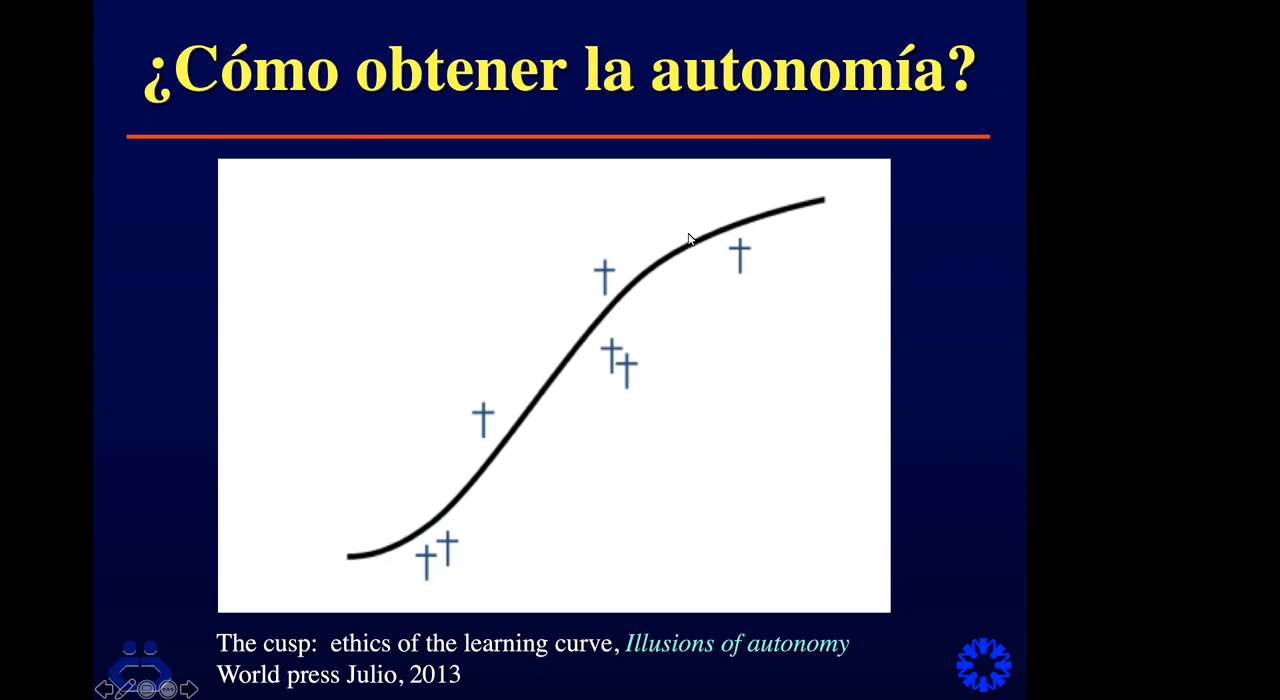 ¿Cómo obtener la autonomía?
†
†
†
††
†
††
The cusp: ethics of the learning curve, Illusions of autonomy
World press Julio, 2013